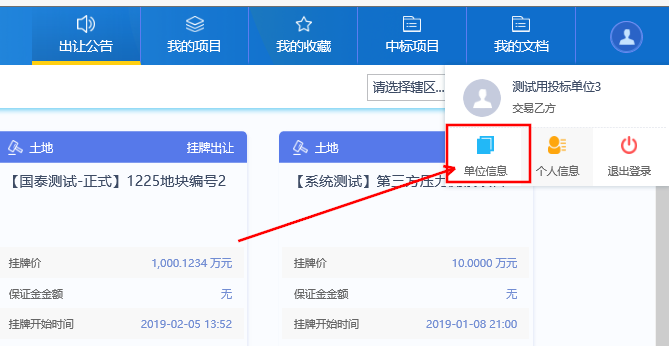 出让公告 我的项目 我的收藏 中标项目 我的文档
请选择辖区...
测试用投标单位3
交易乙方
单位信息 个人信息 退出登录
土地 挂牌出让
【国泰测试-正式】1225地块编号2
挂牌价 1,000.1234 万元
保证金金额 无
挂牌开始时间 2019-02-05 13:52
土地
【系统测试】第三方压力
挂牌价 10.0000 万元
保证金金额 无
挂牌开始时间 2019-01-08 21:00